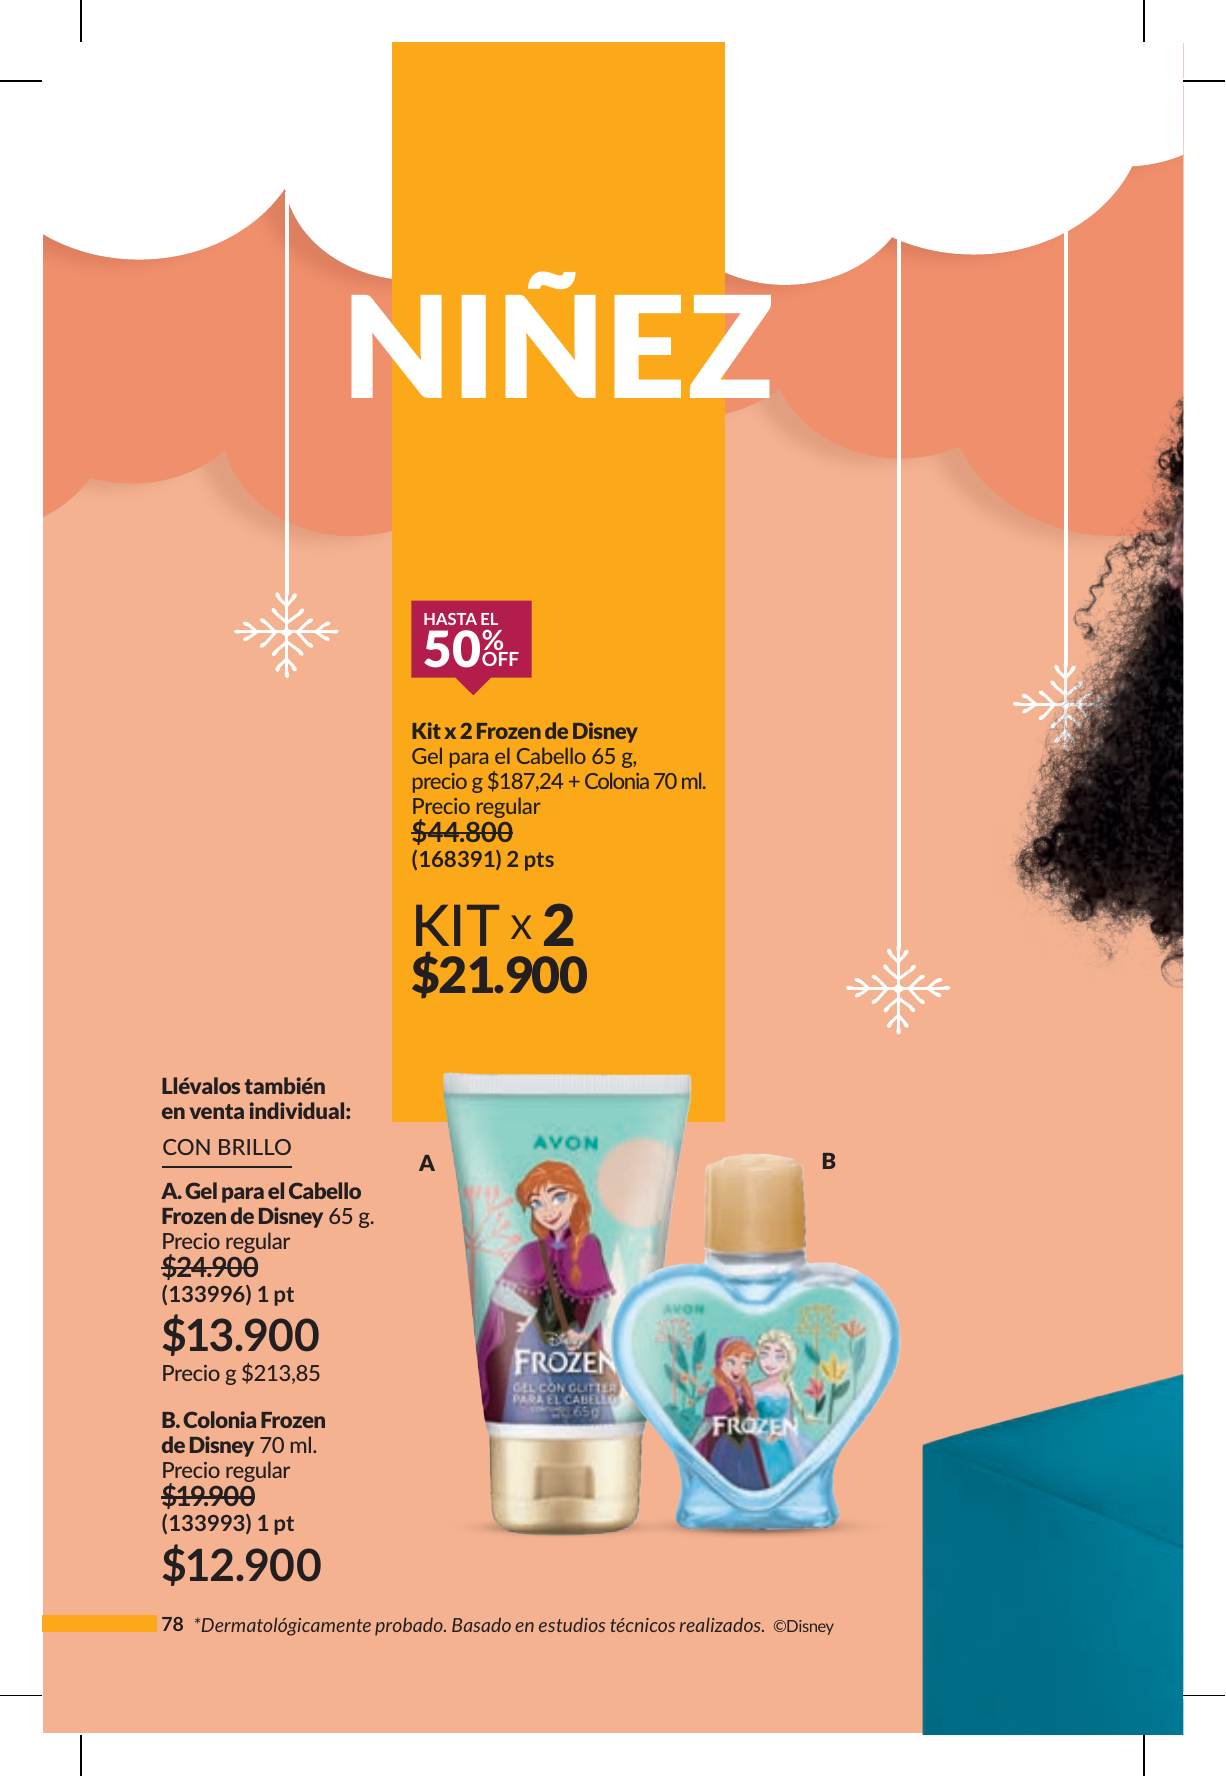 NIÑEZ
HASTA EL
50% OFF
Kit x 2 Frozen de Disney
Gel para el Cabello 65 g,
precio g $187,24 + Colonia 70 ml.
Precio regular
$44.800
(168391) 2 pts
KIT x 2
$21.900
Llévalos también
en venta individual:
CON BRILLO
A. Gel para el Cabello
Frozen de Disney 65 g.
Precio regular
$24.900
(133996) 1 pt
$13.900
Precio g $213,85
B. Colonia Frozen
de Disney 70 ml.
Precio regular
$19.900
(133993) 1 pt
$12.900
A
AVON
Disney
FROZEN
GEL CON GLITTER
PARA EL CABELLO
65g
B
AVON
FROZEN
78 *Dermatológicamente probado. Basado en estudios técnicos realizados. ©Disney